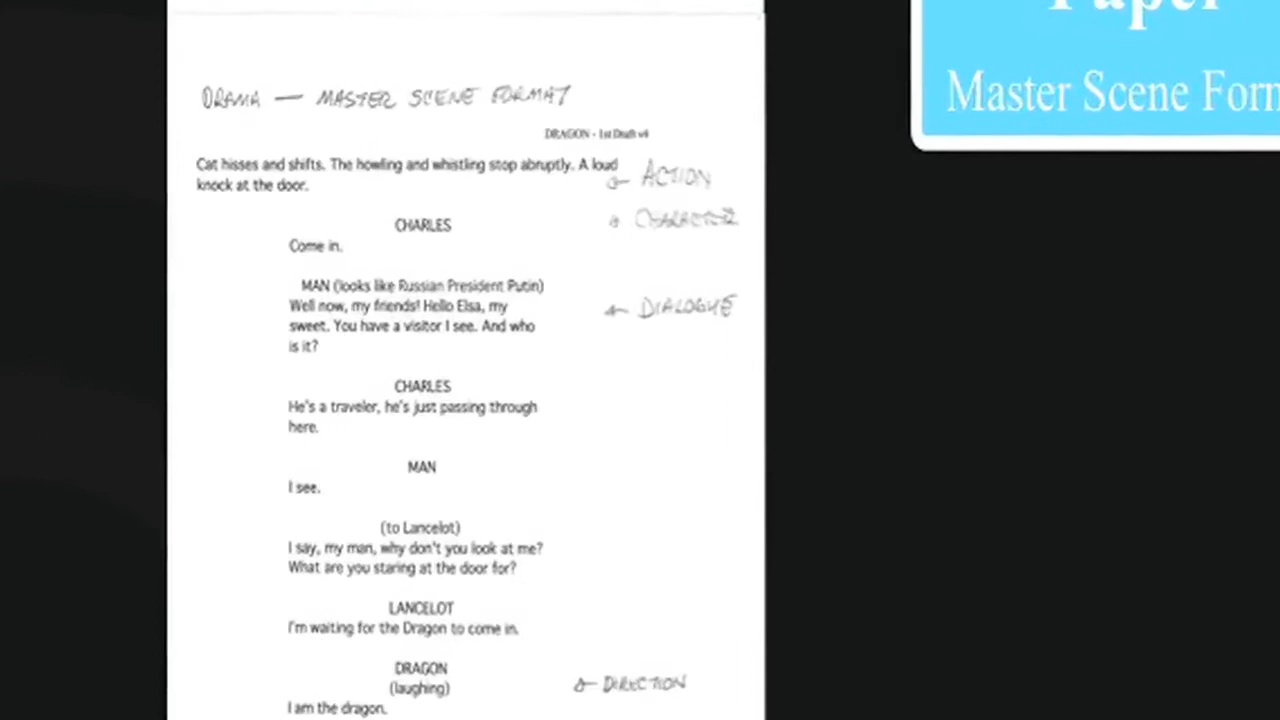 Paper
Master Scene Form
DRAMA — MASTER SCENE FORMAT
DRAGON - 1st Draft v4
Cat hisses and shifts. The howling and whistling stop abruptly. A loud
knock at the door.
ACTION
CHARACTER
CHARLES
Come in.
MAN (looks like Russian President Putin)
Well now, my friends! Hello Elsa, my
sweet. You have a visitor I see. And who
is it?
DIALOGUE
CHARLES
He's a traveler, he's just passing through
here.
MAN
I see.
(to Lancelot)
I say, my man, why don't you look at me?
What are you staring at the door for?
LANCELOT
I'm waiting for the Dragon to come in.
DRAGON
(laughing)
DIRECTION
I am the dragon.